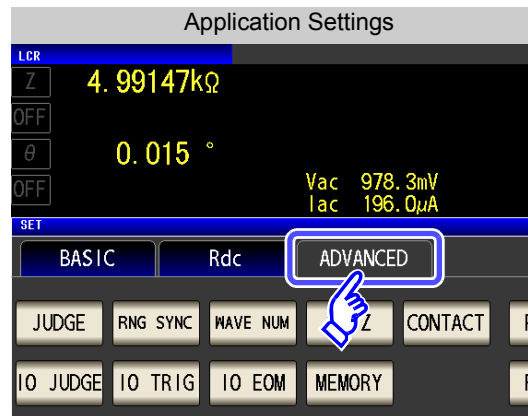 Application Settings
LCR
Z 4.99147kΩ
OFF
θ 0.015 °
OFF Vac 978.3mV
Iac 196.0μA
SET
BASIC Rdc ADVANCED
JUDGE RNG SYNC WAVE NUM Z CONTACT
IO JUDGE IO TRIG IO EOM MEMORY